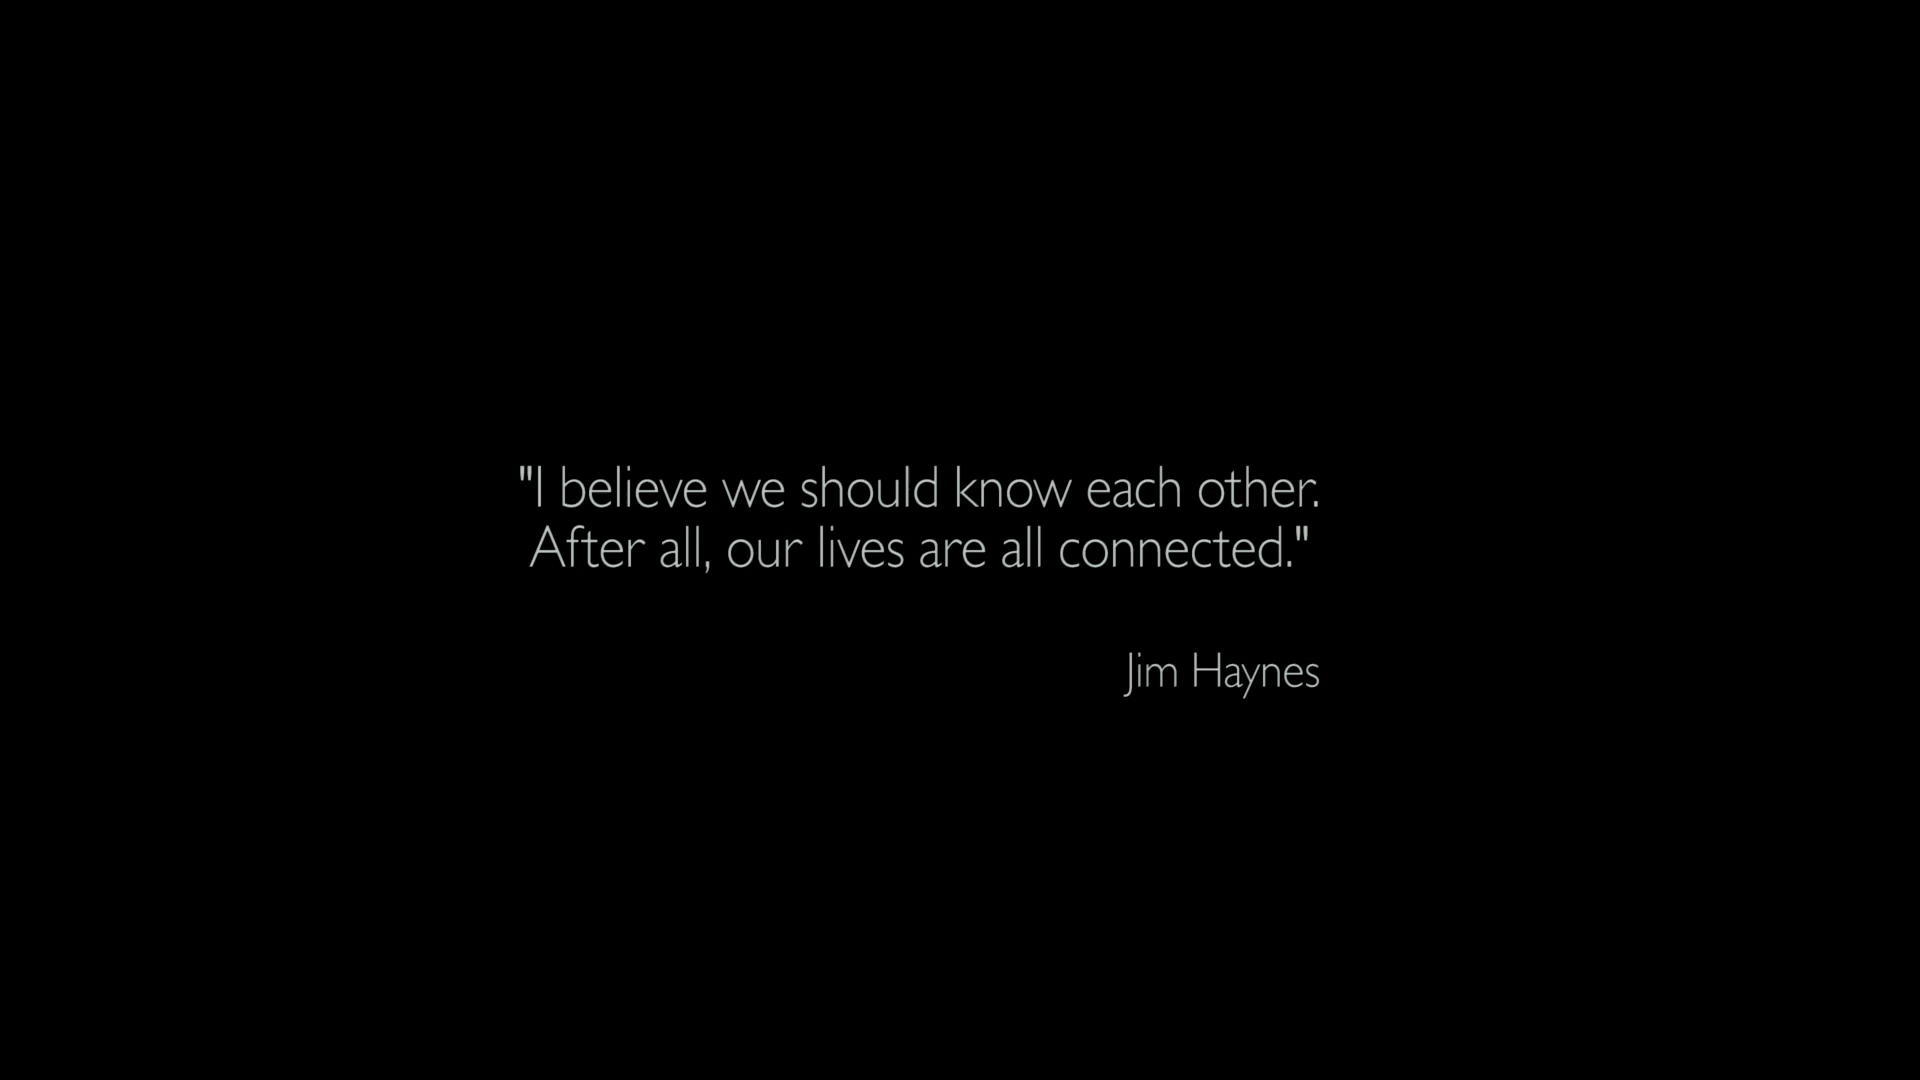 "I believe we should know each other.
After all, our lives are all connected."
Jim Haynes